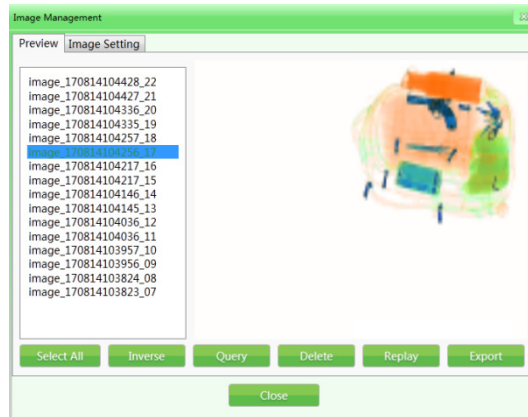 Image Management
Preview Image Setting
image_170814104428_22
image_170814104427_21
image_170814104336_20
image_170814104335_19
image_170814104257_18
image_170814104256_17
image_170814104217_16
image_170814104217_15
image_170814104146_14
image_170814104145_13
image_170814104036_12
image_170814104036_11
image_170814103957_10
image_170814103956_09
image_170814103824_08
image_170814103823_07
Select All Inverse Query Delete Replay Export
Close